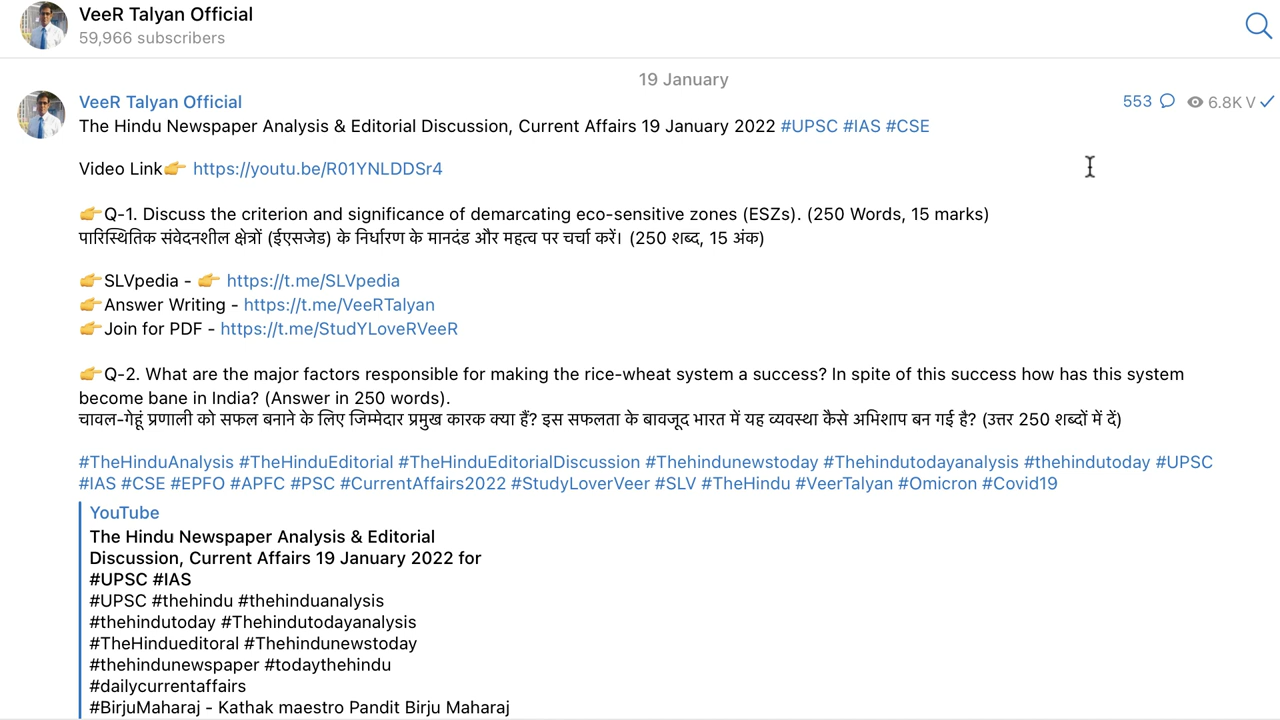 VeeR Talyan Official
59,966 subscribers
19 January
VeeR Talyan Official
553
6.8K V
The Hindu Newspaper Analysis & Editorial Discussion, Current Affairs 19 January 2022 #UPSC #IAS #CSE
Video Link👉 https://youtu.be/R01YNLDDSr4
👉Q-1. Discuss the criterion and significance of demarcating eco-sensitive zones (ESZs). (250 Words, 15 marks)
पारिस्थितिक संवेदनशील क्षेत्रों (ईएसजेड) के निर्धारण के मानदंड और महत्व पर चर्चा करें। (250 शब्द, 15 अंक)
👉SLVpedia - 👉 https://t.me/SLVpedia
👉Answer Writing - https://t.me/VeeRTalyan
👉Join for PDF - https://t.me/StudYLoveRVeeR
👉Q-2. What are the major factors responsible for making the rice-wheat system a success? In spite of this success how has this system
become bane in India? (Answer in 250 words).
चावल-गेहूं प्रणाली को सफल बनाने के लिए जिम्मेदार प्रमुख कारक क्या हैं? इस सफलता के बावजूद भारत में यह व्यवस्था कैसे अभिशाप बन गई है? (उत्तर 250 शब्दों में दें)
#TheHinduAnalysis #TheHinduEditorial #TheHinduEditorialDiscussion #Thehindunewstoday #Thehindutodayanalysis #thehindutoday #UPSC
#IAS #CSE #EPFO #APFC #PSC #CurrentAffairs2022 #StudyLoverVeer #SLV #TheHindu #VeerTalyan #Omicron #Covid19
YouTube
The Hindu Newspaper Analysis & Editorial
Discussion, Current Affairs 19 January 2022 for
#UPSC #IAS
#UPSC #thehindu #thehinduanalysis
#thehindutoday #Thehindutodayanalysis
#TheHindueditoral #Thehindunewstoday
#thehindunewspaper #todaythehindu
#dailycurrentaffairs
#BirjuMaharaj - Kathak maestro Pandit Birju Maharaj